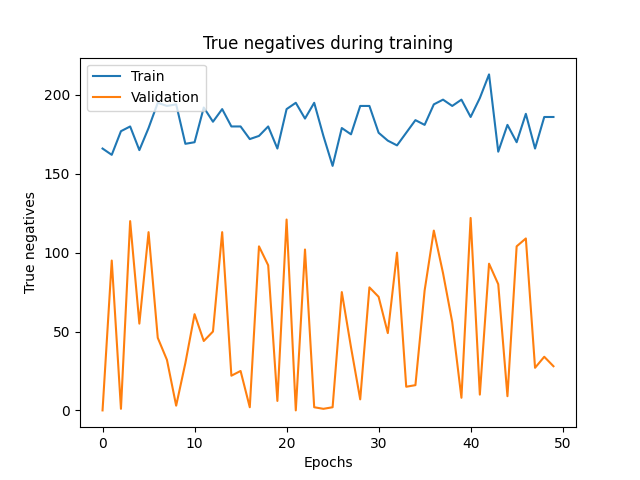 True negatives during training
Train
Validation
200
150
100
50
0
True negatives
0 10 20 30 40 50
Epochs